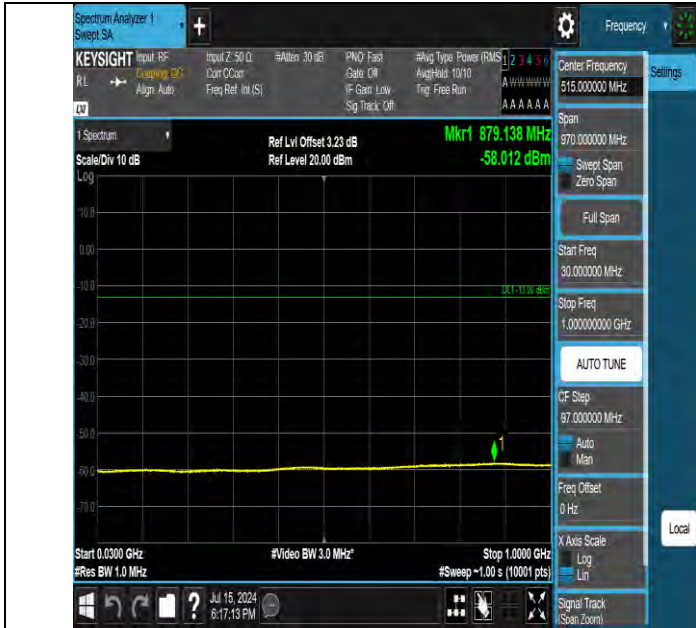 Spectrum Analyzer 1
Swept SA
+
Frequency
KEYSIGHT
RL
Input: RF
Coupling: DC
Align: Auto
Input Z: 50 Ω
Corr CCorr
Freq Ref: Int (S)
#Atten: 30 dB
PNO: Fast
Gate: Off
IF Gain: Low
Sig Track: Off
#Avg Type: Power (RMS
Avg|Hold: 10/10
Trig: Free Run
1 2 3 4 5 6
A W W W W W
A A A A A A
LV
1 Spectrum
Scale/Div 10 dB
Ref Lvl Offset 3.23 dB
Ref Level 20.00 dBm
Mkr1 879.138 MHz
-58.012 dBm
Log
10.0
0.00
-10.0
DL1 -13.00 dBm
-20.0
-30.0
-40.0
-50.0
1
-60.0
-70.0
Start 0.0300 GHz
#Res BW 1.0 MHz
#Video BW 3.0 MHz*
Stop 1.0000 GHz
#Sweep ~1.00 s (10001 pts)
Jul 15, 2024
6:17:13 PM
?
Settings
Center Frequency
515.000000 MHz
Span
970.000000 MHz
Swept Span
Zero Span
Full Span
Start Freq
30.000000 MHz
Stop Freq
1.000000000 GHz
AUTO TUNE
CF Step
97.000000 MHz
Auto
Man
Freq Offset
0 Hz
X Axis Scale
Log
Lin
Signal Track
(Span Zoom)
Local